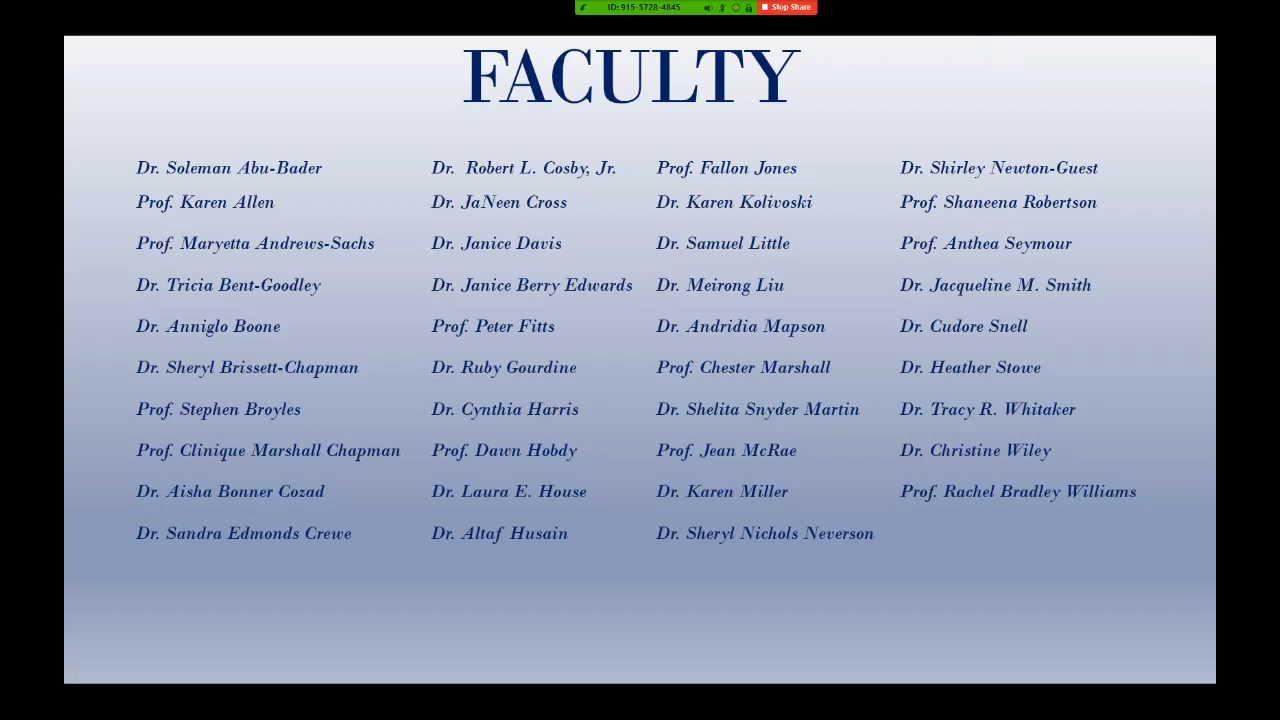 ID: 915-5728-4845 Stop Share
FACULTY
Dr. Soleman Abu-Bader
Prof. Karen Allen
Prof. Maryetta Andrews-Sachs
Dr. Tricia Bent-Goodley
Dr. Anniglo Boone
Dr. Sheryl Brissett-Chapman
Prof. Stephen Broyles
Prof. Clinique Marshall Chapman
Dr. Aisha Bonner Cozad
Dr. Sandra Edmonds Crewe
Dr. Robert L. Cosby, Jr.
Dr. JaNeen Cross
Dr. Janice Davis
Dr. Janice Berry Edwards
Prof. Peter Fitts
Dr. Ruby Gourdine
Dr. Cynthia Harris
Prof. Dawn Hobdy
Dr. Laura E. House
Dr. Altaf Husain
Prof. Fallon Jones
Dr. Karen Kolivoski
Dr. Samuel Little
Dr. Meirong Liu
Dr. Andridia Mapson
Prof. Chester Marshall
Dr. Shelita Snyder Martin
Prof. Jean McRae
Dr. Karen Miller
Dr. Sheryl Nichols Neverson
Dr. Shirley Newton-Guest
Prof. Shaneena Robertson
Prof. Anthea Seymour
Dr. Jacqueline M. Smith
Dr. Cudore Snell
Dr. Heather Stowe
Dr. Tracy R. Whitaker
Dr. Christine Wiley
Prof. Rachel Bradley Williams